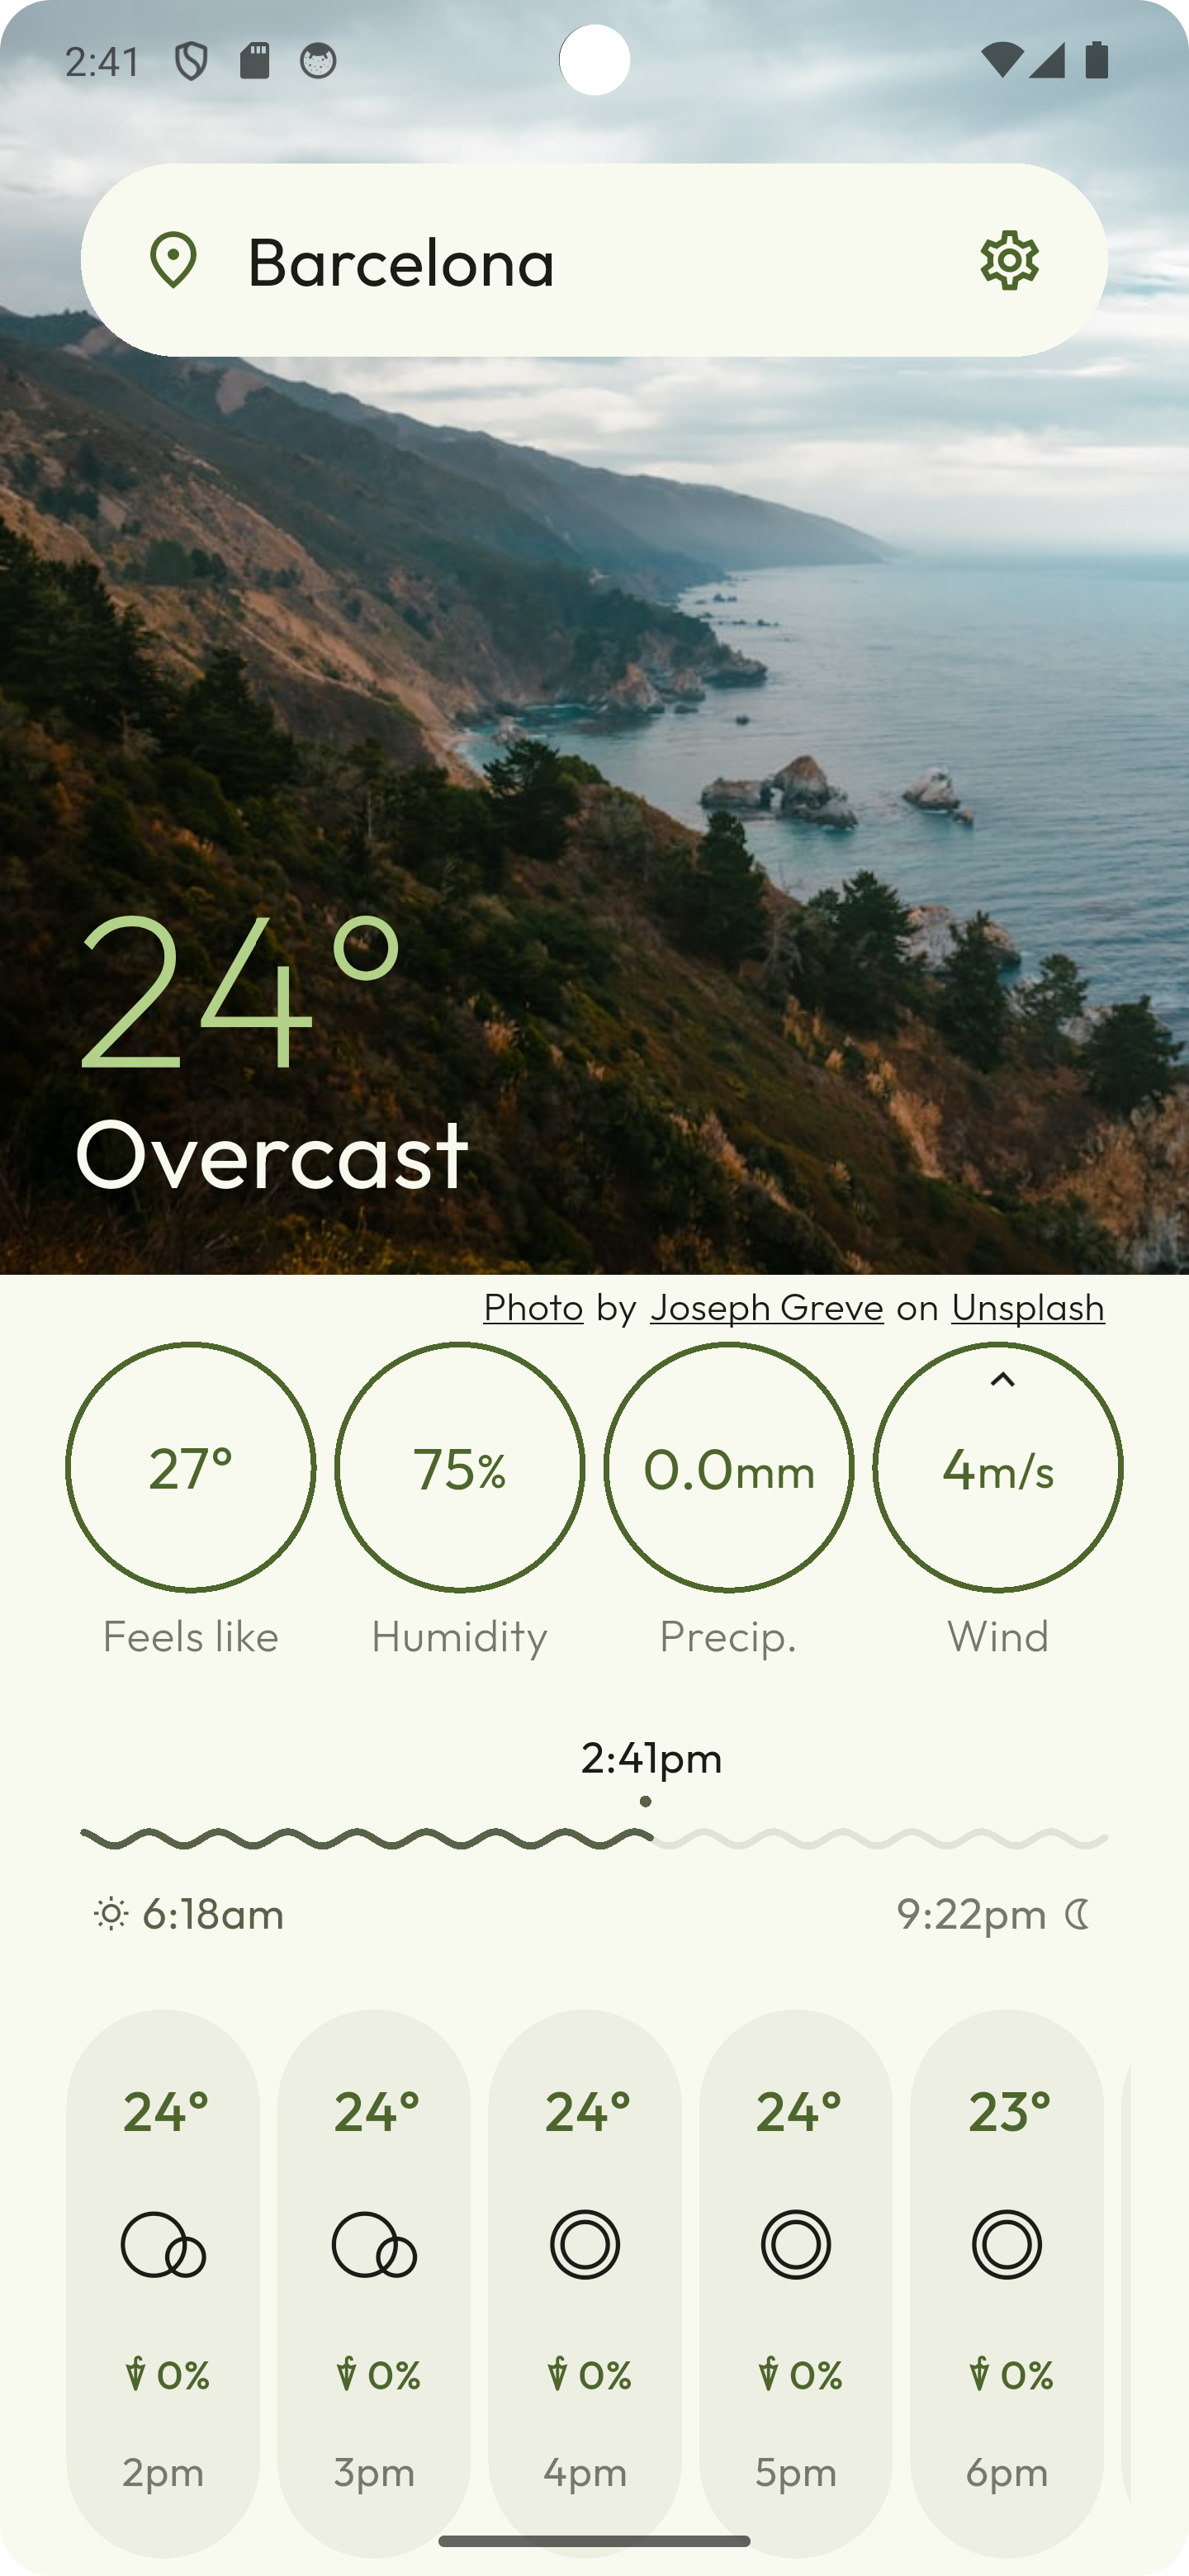 2:41
Barcelona
24°
Overcast
Photo by Joseph Greve on Unsplash
27° 75% 0.0mm 4m/s
Feels like Humidity Precip. Wind
2:41pm
6:18am 9:22pm
24° 24° 24° 24° 23°
0% 0% 0% 0% 0%
2pm 3pm 4pm 5pm 6pm